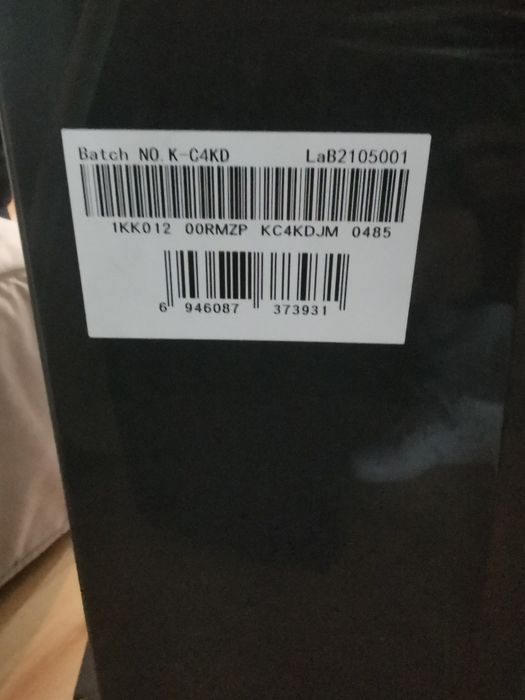 Batch NO.K-C4KD LaB2105001
1KK012 00RMZP KC4KDJM 0485
6 946087 373931